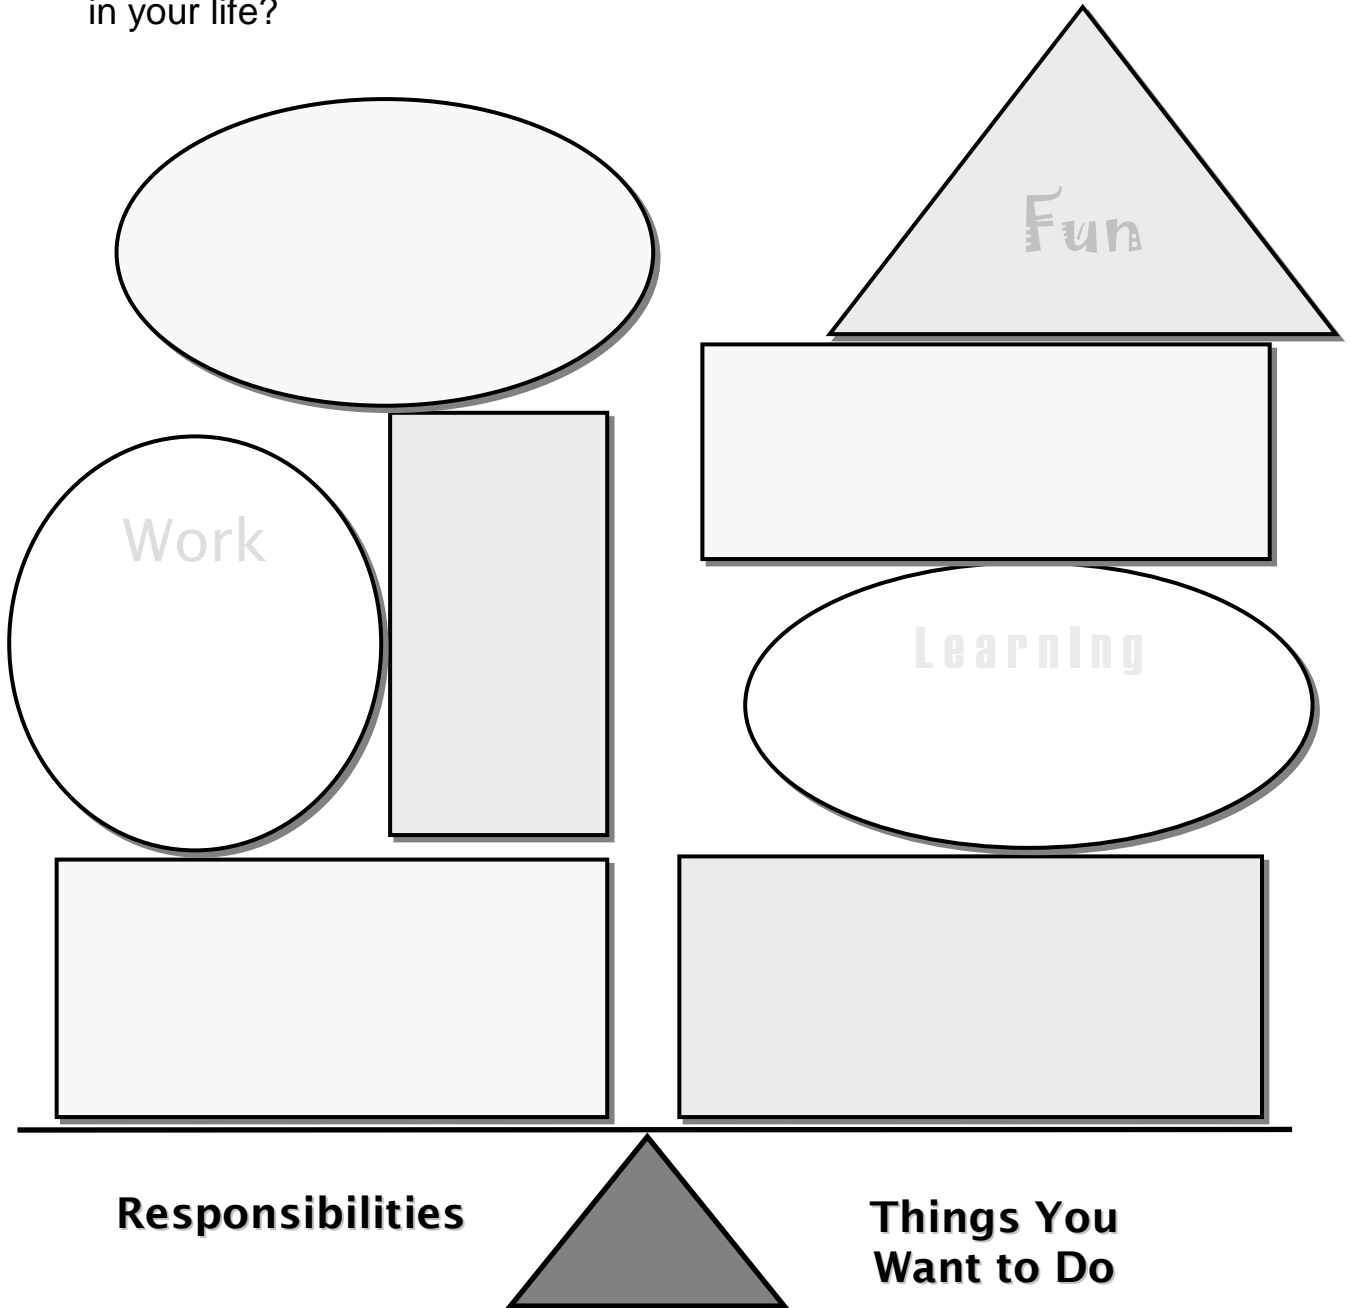 in your life?
Fun
Work
Learning
Responsibilities
Things You
Want to Do